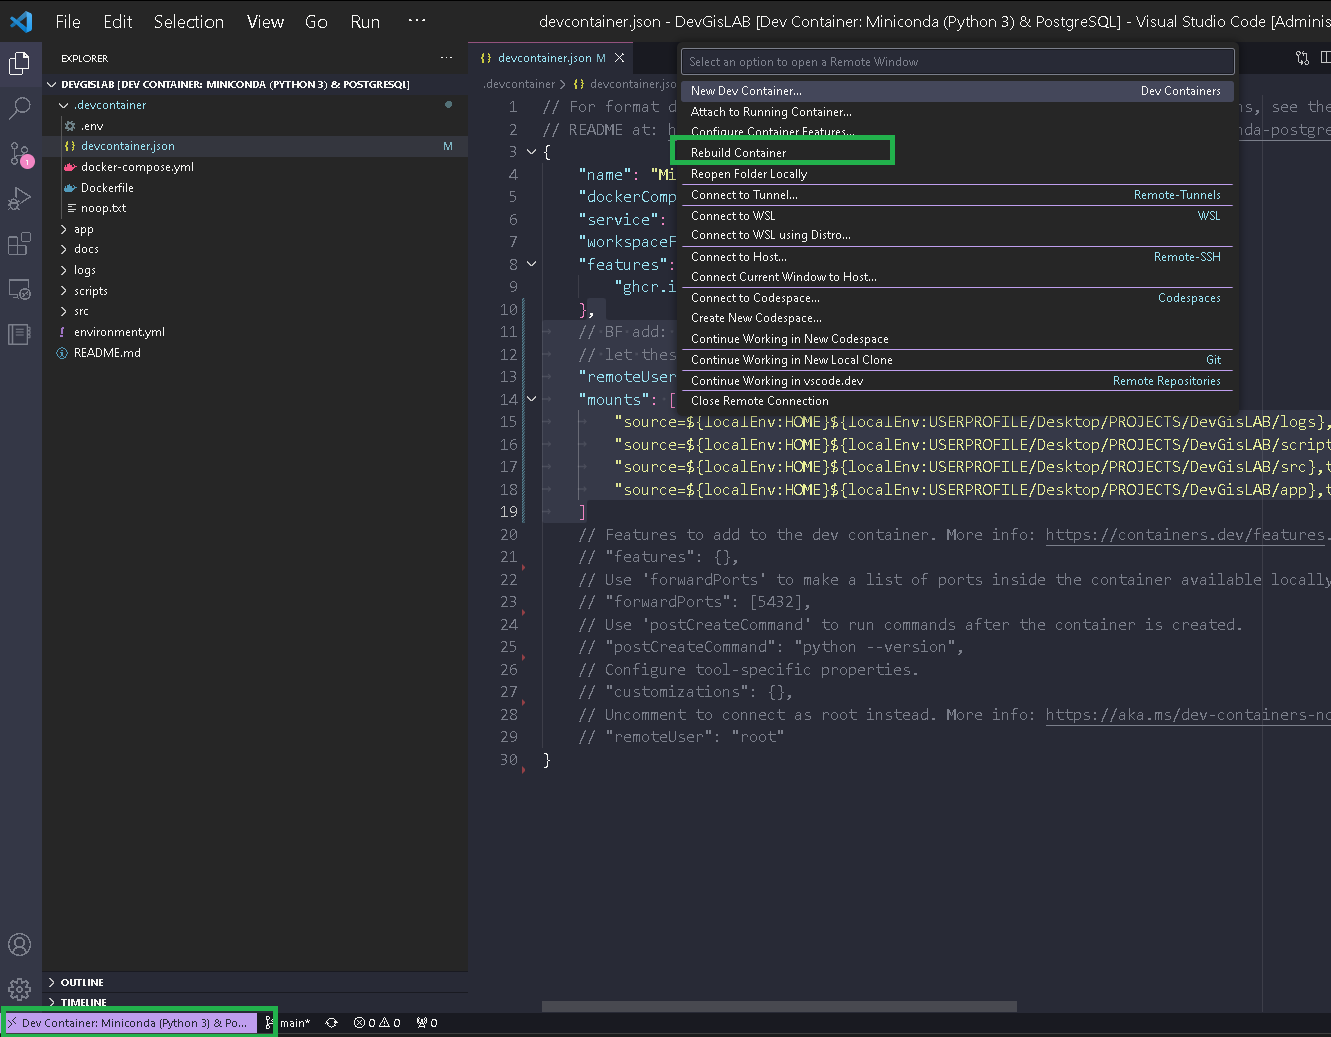 File Edit Selection View Go Run ···
devcontainer.json - DevGisLAB [Dev Container: Miniconda (Python 3) & PostgreSQL] - Visual Studio Code [Adminis
EXPLORER
DEVGISLAB [DEV CONTAINER: MINICONDA (PYTHON 3) & POSTGRESQL]
.devcontainer
.env
devcontainer.json M
docker-compose.yml
Dockerfile
noop.txt
app
docs
logs
scripts
src
environment.yml
README.md
OUTLINE
TIMELINE
1
devcontainer.json M
.devcontainer > {} devcontainer.jso
Select an option to open a Remote Window
New Dev Container... Dev Containers
Attach to Running Container...
Configure Container Features...
Rebuild Container
Reopen Folder Locally
Connect to Tunnel... Remote-Tunnels
Connect to WSL WSL
Connect to WSL using Distro...
Connect to Host... Remote-SSH
Connect Current Window to Host...
Connect to Codespace... Codespaces
Create New Codespace...
Continue Working in New Codespace
Continue Working in New Local Clone Git
Continue Working in vscode.dev Remote Repositories
Close Remote Connection
1 // For format d s, see the
2 // README at: h nda-postgre
3 {
4 "name": "Mi
5 "dockerComp
6 "service":
7 "workspaceF
8 "features":
9 "ghcr.i
10 },
11 // BF add:
12 // let thes
13 "remoteUser
14 "mounts": [
15 "source=${localEnv:HOME}${localEnv:USERPROFILE/Desktop/PROJECTS/DevGisLAB/logs},
16 "source=${localEnv:HOME}${localEnv:USERPROFILE/Desktop/PROJECTS/DevGisLAB/script
17 "source=${localEnv:HOME}${localEnv:USERPROFILE/Desktop/PROJECTS/DevGisLAB/src},t
18 "source=${localEnv:HOME}${localEnv:USERPROFILE/Desktop/PROJECTS/DevGisLAB/app},t
19 ]
20 // Features to add to the dev container. More info: https://containers.dev/features.
21 // "features": {},
22 // Use 'forwardPorts' to make a list of ports inside the container available locally
23 // "forwardPorts": [5432],
24 // Use 'postCreateCommand' to run commands after the container is created.
25 // "postCreateCommand": "python --version",
26 // Configure tool-specific properties.
27 // "customizations": {},
28 // Uncomment to connect as root instead. More info: https://aka.ms/dev-containers-no
29 // "remoteUser": "root"
30 }
Dev Container: Miniconda (Python 3) & Po... main* 0 0 0